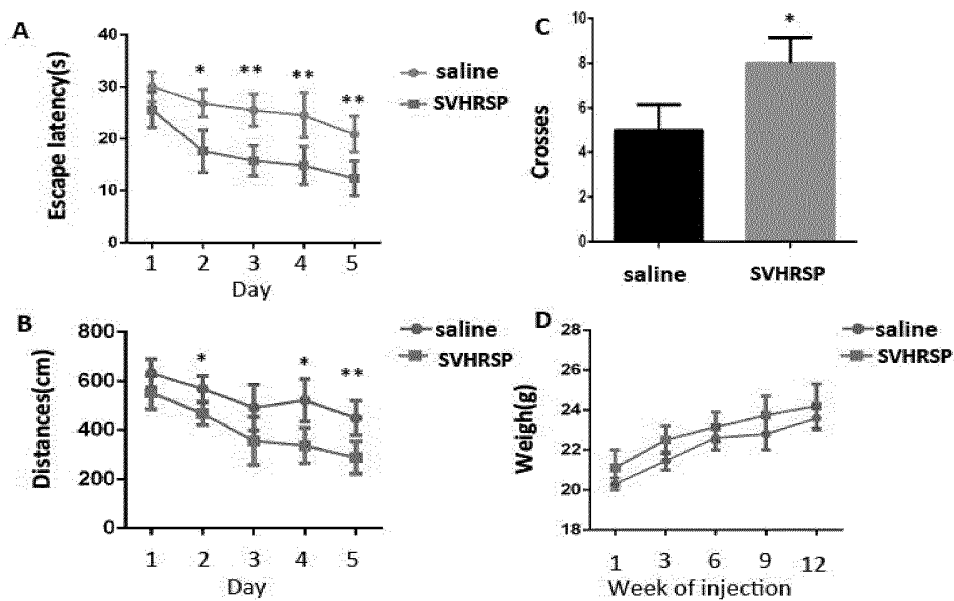 A
Escape latency(s)
40
30
20
10
0
* ** ** **
saline
SVHRSP
1 2 3 4 5
Day
B
Distances(cm)
800
600
400
200
0
* * **
saline
SVHRSP
1 2 3 4 5
Day
C
Crosses
10
8
6
4
2
0
*
saline SVHRSP
D
Weigh(g)
28
26
24
22
20
18
saline
SVHRSP
1 3 6 9 12
Week of injection